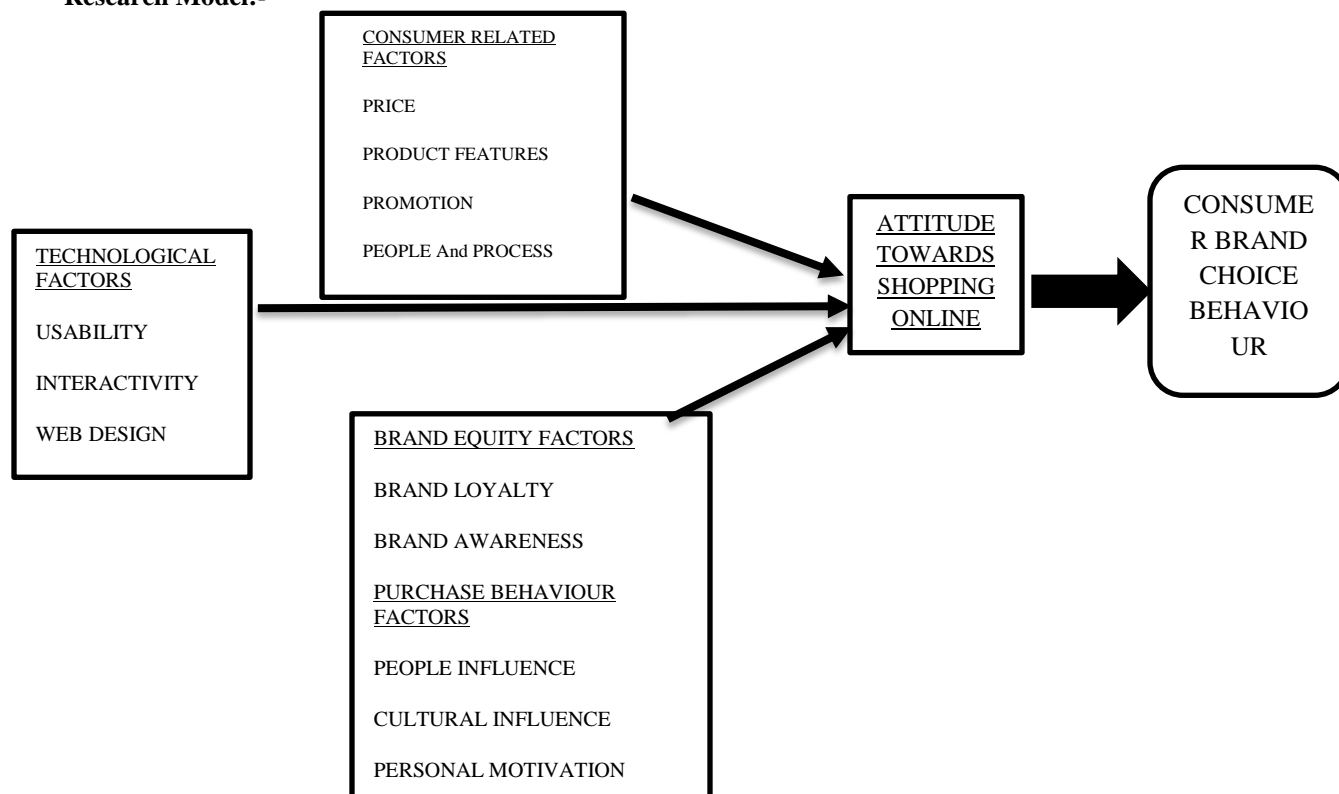 Research Model:-
CONSUMER RELATED
FACTORS
PRICE
PRODUCT FEATURES
PROMOTION
PEOPLE And PROCESS
TECHNOLOGICAL
FACTORS
USABILITY
INTERACTIVITY
WEB DESIGN
BRAND EQUITY FACTORS
BRAND LOYALTY
BRAND AWARENESS
PURCHASE BEHAVIOUR
FACTORS
PEOPLE INFLUENCE
CULTURAL INFLUENCE
PERSONAL MOTIVATION
ATTITUDE
TOWARDS
SHOPPING
ONLINE
CONSUME
R BRAND
CHOICE
BEHAVIO
UR